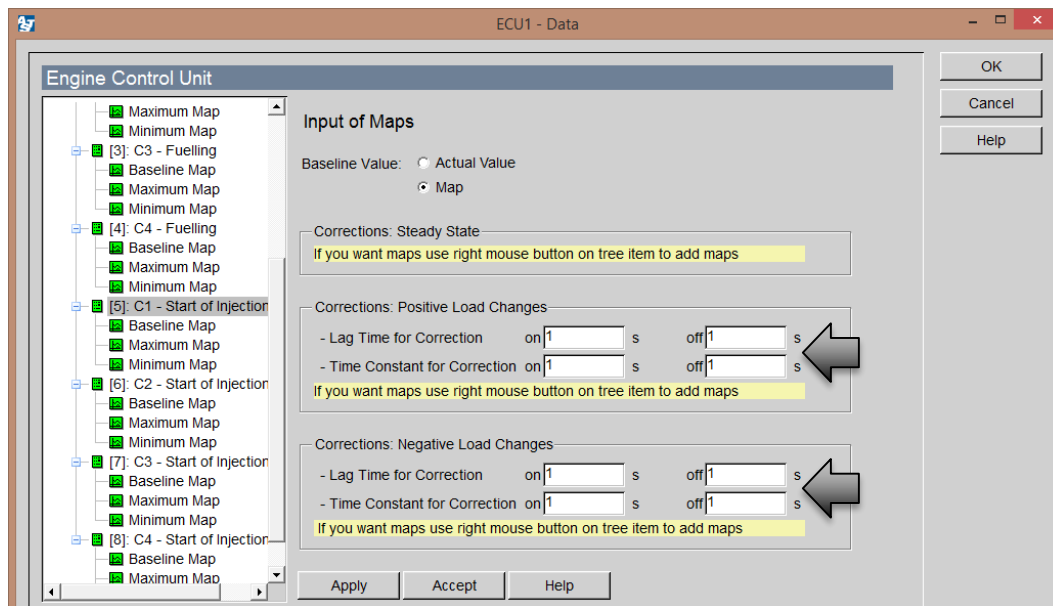 ECU1 - Data
OK
Cancel
Help
Engine Control Unit
Maximum Map
Minimum Map
[3]: C3 - Fuelling
Baseline Map
Maximum Map
Minimum Map
[4]: C4 - Fuelling
Baseline Map
Maximum Map
Minimum Map
[5]: C1 - Start of Injection
Baseline Map
Maximum Map
Minimum Map
[6]: C2 - Start of Injection
Baseline Map
Maximum Map
Minimum Map
[7]: C3 - Start of Injection
Baseline Map
Maximum Map
Minimum Map
[8]: C4 - Start of Injection
Baseline Map
Maximum Map
Input of Maps
Baseline Value: Actual Value
Map
Corrections: Steady State
If you want maps use right mouse button on tree item to add maps
Corrections: Positive Load Changes
- Lag Time for Correction on 1 s off 1 s
- Time Constant for Correction on 1 s off 1 s
If you want maps use right mouse button on tree item to add maps
Corrections: Negative Load Changes
- Lag Time for Correction on 1 s off 1 s
- Time Constant for Correction on 1 s off 1 s
If you want maps use right mouse button on tree item to add maps
Apply Accept Help